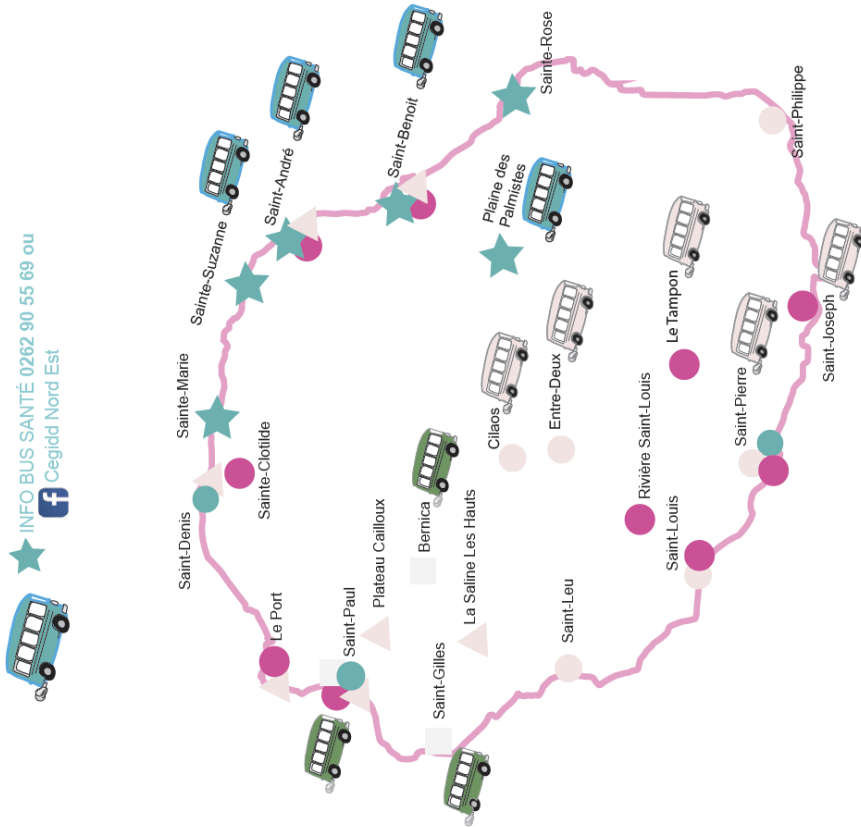 INFO BUS SANTÉ 0262 90 55 69 ou
f Cegidd Nord Est
Saint-Denis
Sainte-Marie
Sainte-Suzanne
Saint-André
Saint-Benoit
Sainte-Rose
Sainte-Clotilde
Le Port
Saint-Paul
Plateau Cailloux
Bernica
Plaine des
Palmistes
Saint-Gilles
La Saline Les Hauts
Cilaos
Entre-Deux
Saint-Leu
Rivière Saint-Louis
Le Tampon
Saint-Louis
Saint-Pierre
Saint-Joseph
Saint-Philippe